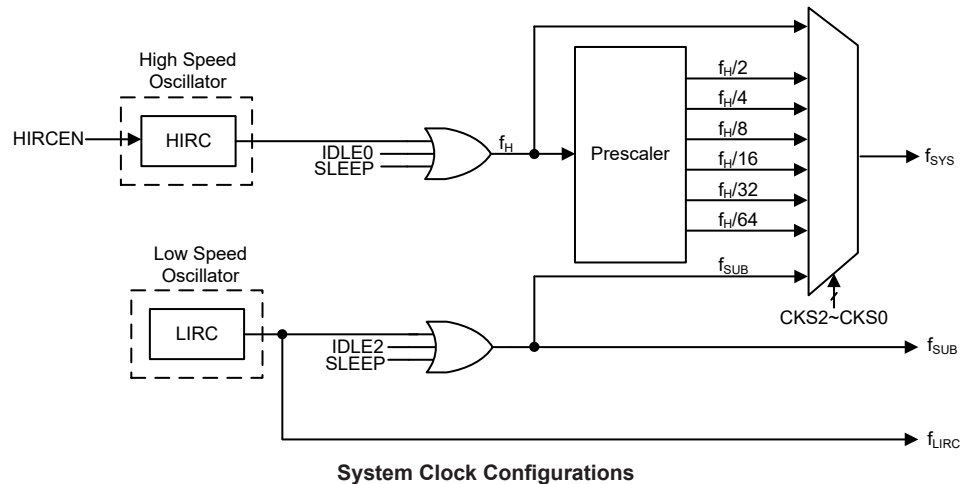 High Speed
Oscillator
HIRCEN
HIRC
IDLE0
SLEEP
fH
Prescaler
fH/2
fH/4
fH/8
fH/16
fH/32
fH/64
fSUB
CKS2~CKS0
fSYS
Low Speed
Oscillator
LIRC
IDLE2
SLEEP
fSUB
fLIRC
System Clock Configurations